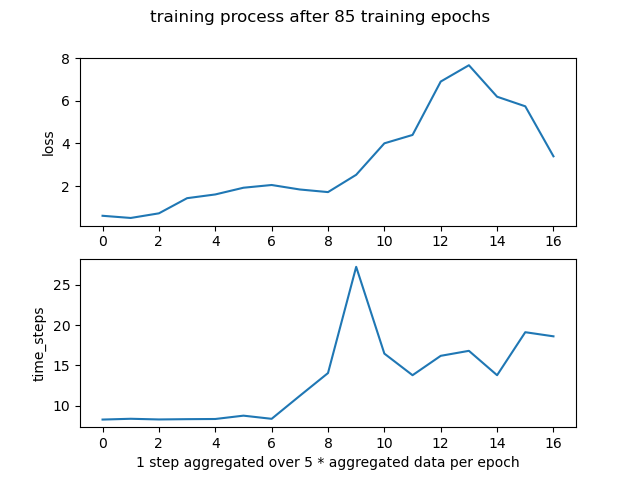 training process after 85 training epochs
8
6
4
2
loss
0 2 4 6 8 10 12 14 16
25
20
15
10
time_steps
0 2 4 6 8 10 12 14 16
1 step aggregated over 5 * aggregated data per epoch